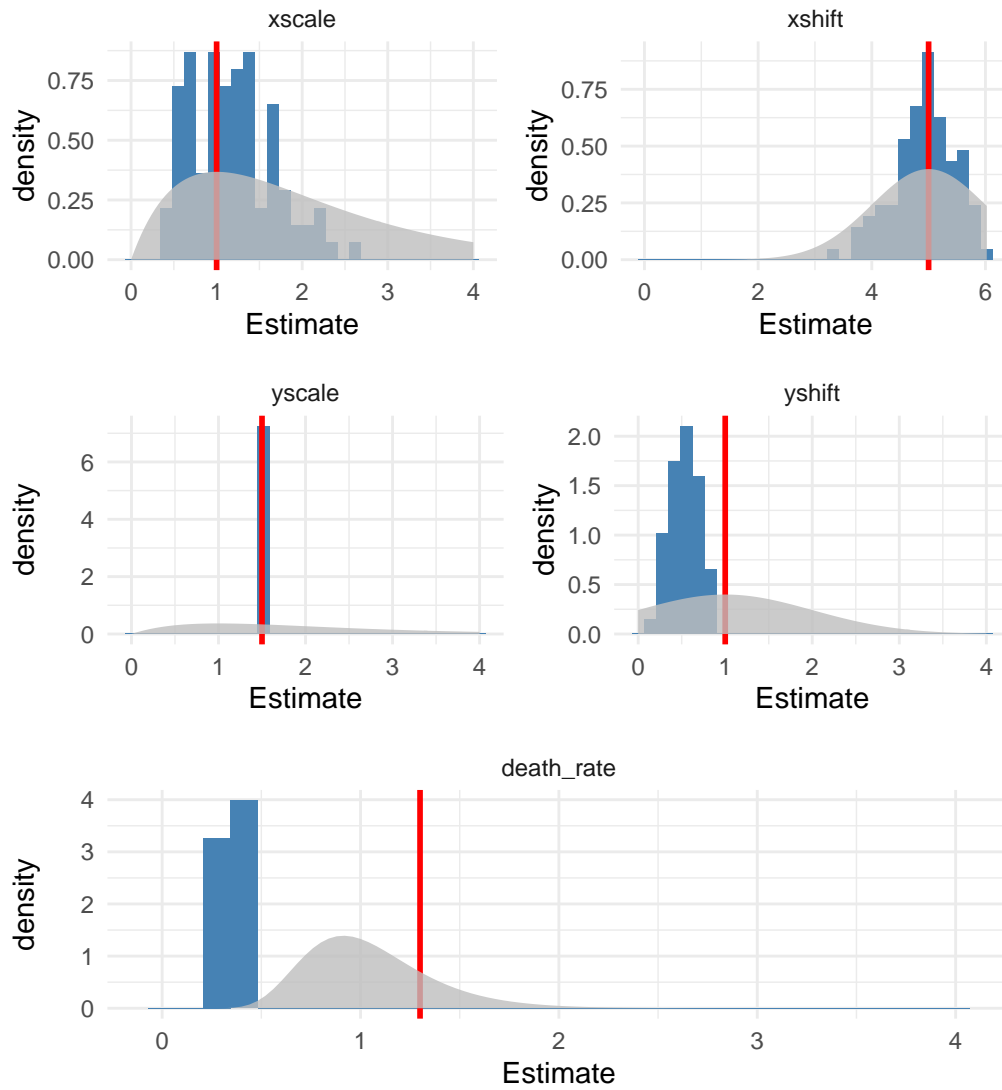 xscale
density
0.75
0.50
0.25
0.00
0 1 2 3 4
Estimate
xshift
density
0.75
0.50
0.25
0.00
0 2 4 6
Estimate
yscale
density
6
4
2
0
0 1 2 3 4
Estimate
yshift
density
2.0
1.5
1.0
0.5
0.0
0 1 2 3 4
Estimate
death_rate
density
4
3
2
1
0
0 1 2 3 4
Estimate